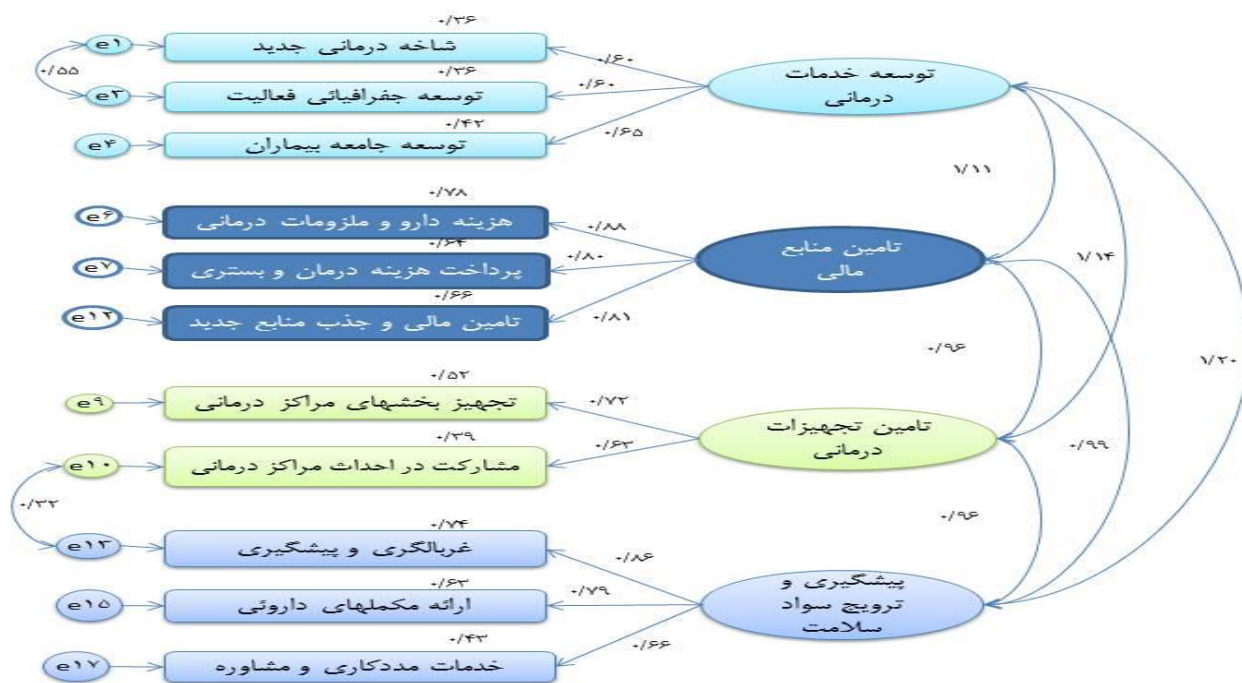 ۰/۳۶
e۱
شاخه درمانی جدید
۰/۶۰
توسعه خدمات
درمانی
۰/۵۵
۰/۳۶
e۳
توسعه جغرافیائی فعالیت
۰/۶۰
۰/۴۲
e۴
توسعه جامعه بیماران
۰/۶۵
۱/۱۱
۰/۷۸
e۶
هزینه دارو و ملزومات درمانی
۰/۸۸
تامین منابع
مالی
۱/۱۴
۰/۶۴
e۷
پرداخت هزینه درمان و بستری
۰/۸۰
۰/۶۶
e۱۲
تامین مالی و جذب منابع جدید
۰/۸۱
۰/۹۶
۱/۲۰
۰/۵۲
e۹
تجهیز بخشهای مراکز درمانی
۰/۷۲
تامین تجهیزات
درمانی
۰/۳۹
e۱۰
مشارکت در احداث مراکز درمانی
۰/۶۳
۰/۹۹
۰/۳۲
۰/۹۶
۰/۷۴
e۱۳
غربالگری و پیشگیری
۰/۸۶
پیشگیری و
ترویج سواد
سلامت
۰/۶۳
e۱۵
ارائه مکملهای داروئی
۰/۷۹
۰/۴۳
e۱۷
خدمات مددکاری و مشاوره
۰/۶۶